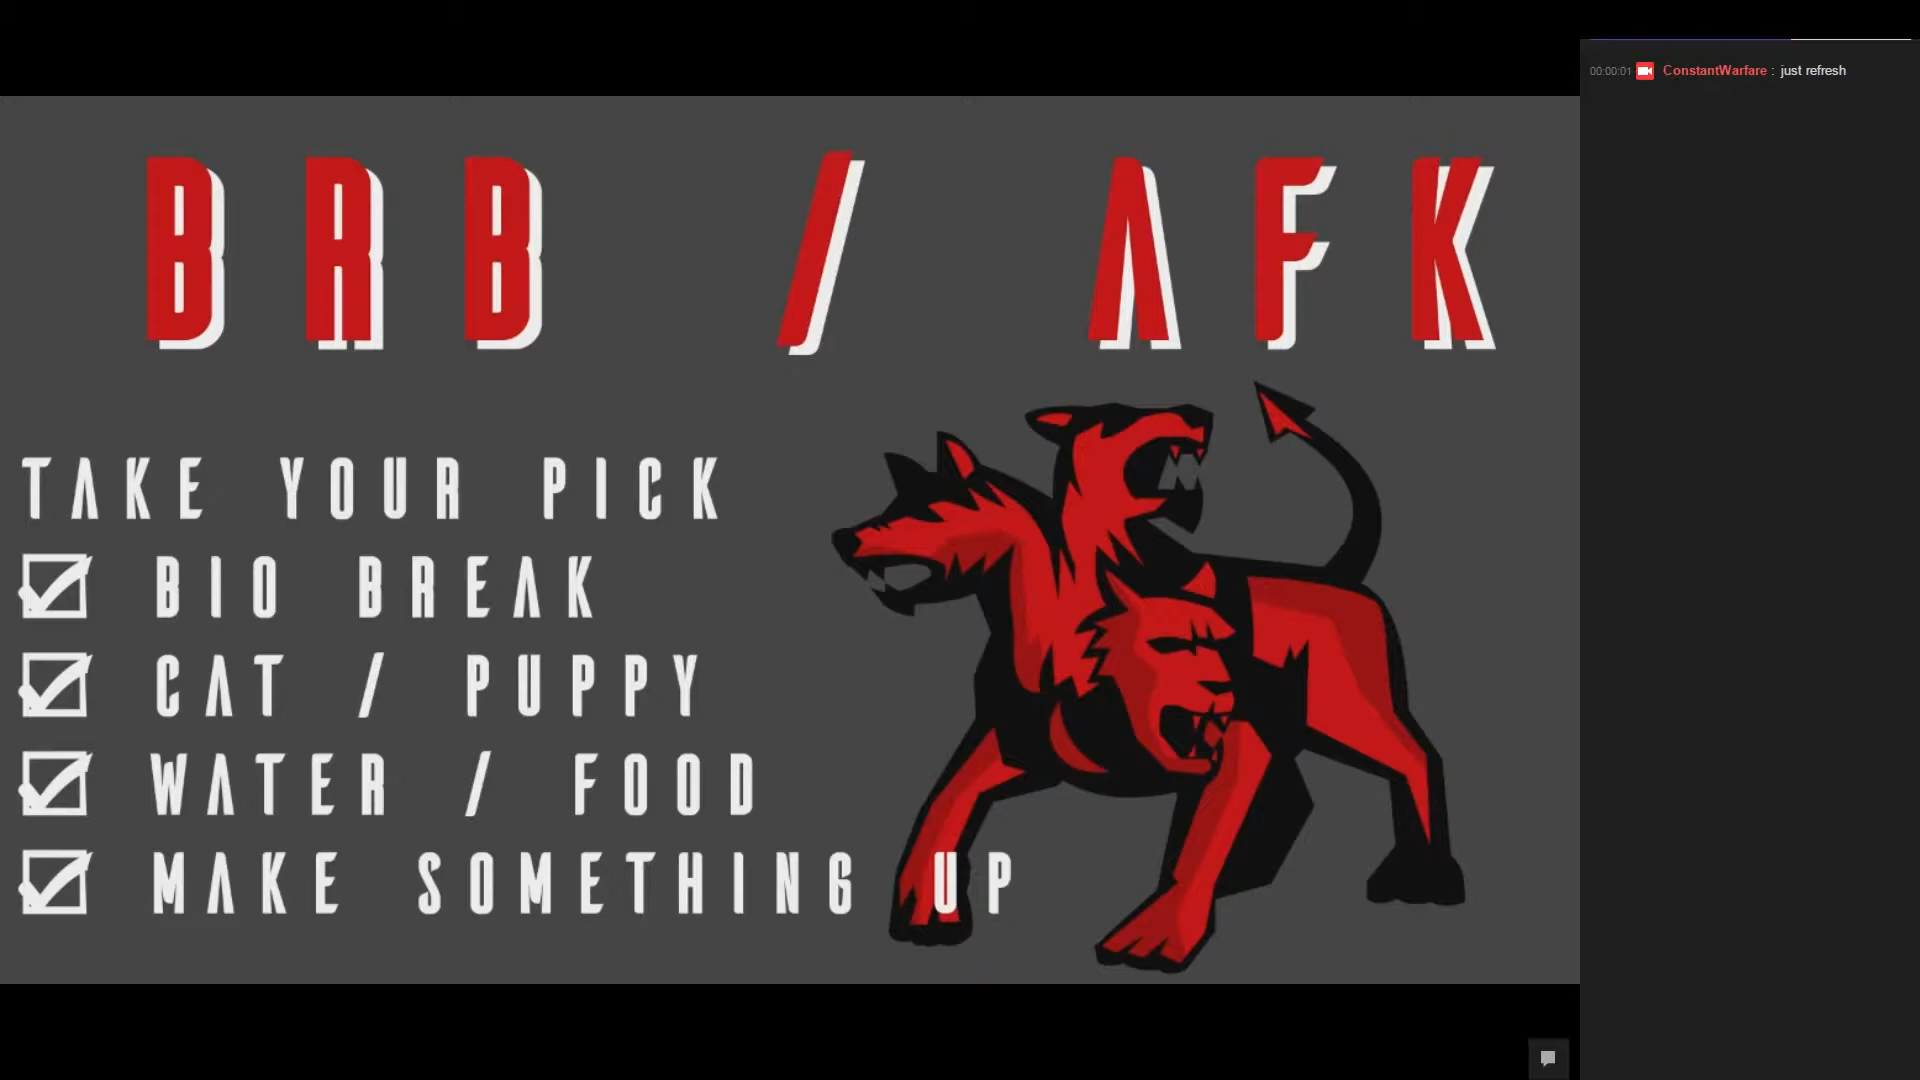 BRB / AFK
TAKE YOUR PICK
BIO BREAK
CAT / PUPPY
WATER / FOOD
MAKE SOMETHING UP
00:00:01 ConstantWarfare : just refresh